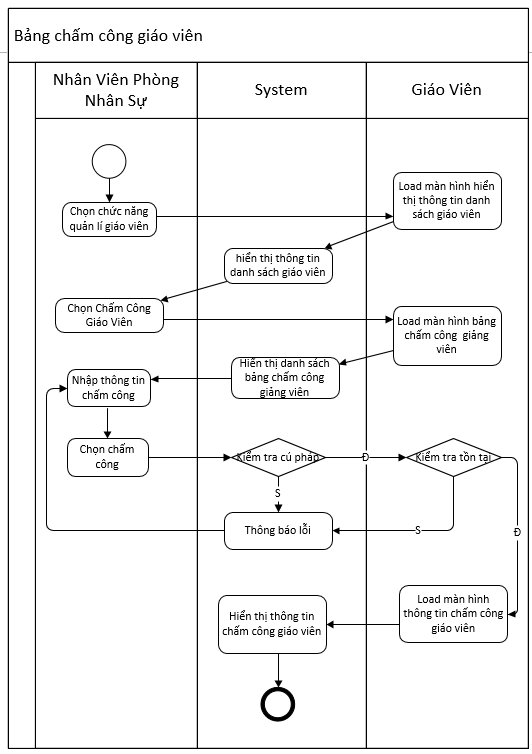 Bảng chấm công giáo viên
Nhân Viên Phòng
Nhân Sự
System
Giáo Viên
Load màn hình hiển
thị thông tin danh
sách giáo viên
Chọn chức năng
quản lí giáo viên
hiển thị thông tin
danh sách giáo viên
Chọn Chấm Công
Giáo Viên
Load màn hình bảng
chấm công giảng
viên
Hiển thị danh sách
bảng chấm công
giảng viên
Nhập thông tin
chấm công
Chọn chấm
công
Kiểm tra cú pháp
Đ
Kiểm tra tồn tại
S
Thông báo lỗi
S
Đ
Load màn hình
thông tin chấm công
giáo viên
Hiển thị thông tin
chấm công giáo viên